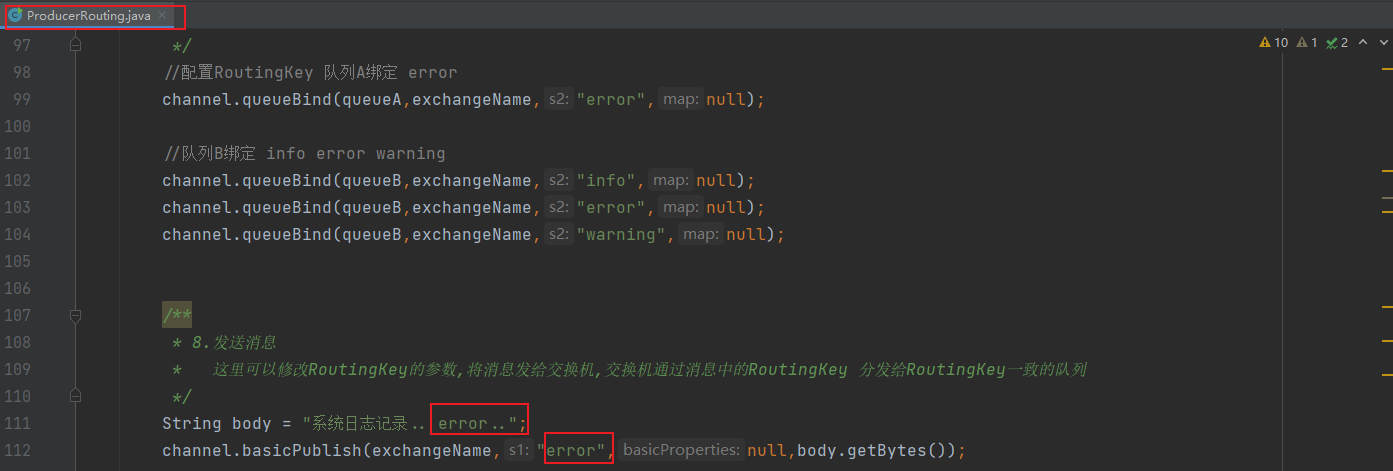 ProducerRouting.java
10 1 2
97 */
98 //配置RoutingKey 队列A绑定 error
99 channel.queueBind(queueA,exchangeName, s2: "error", map: null);
100
101 //队列B绑定 info error warning
102 channel.queueBind(queueB,exchangeName, s2: "info", map: null);
103 channel.queueBind(queueB,exchangeName, s2: "error", map: null);
104 channel.queueBind(queueB,exchangeName, s2: "warning", map: null);
105
106
107 /**
108 * 8.发送消息
109 * 这里可以修改RoutingKey的参数,将消息发给交换机,交换机通过消息中的RoutingKey 分发给RoutingKey一致的队列
110 */
111 String body = "系统日志记录.. error..";
112 channel.basicPublish(exchangeName, s1: "error", basicProperties: null,body.getBytes());